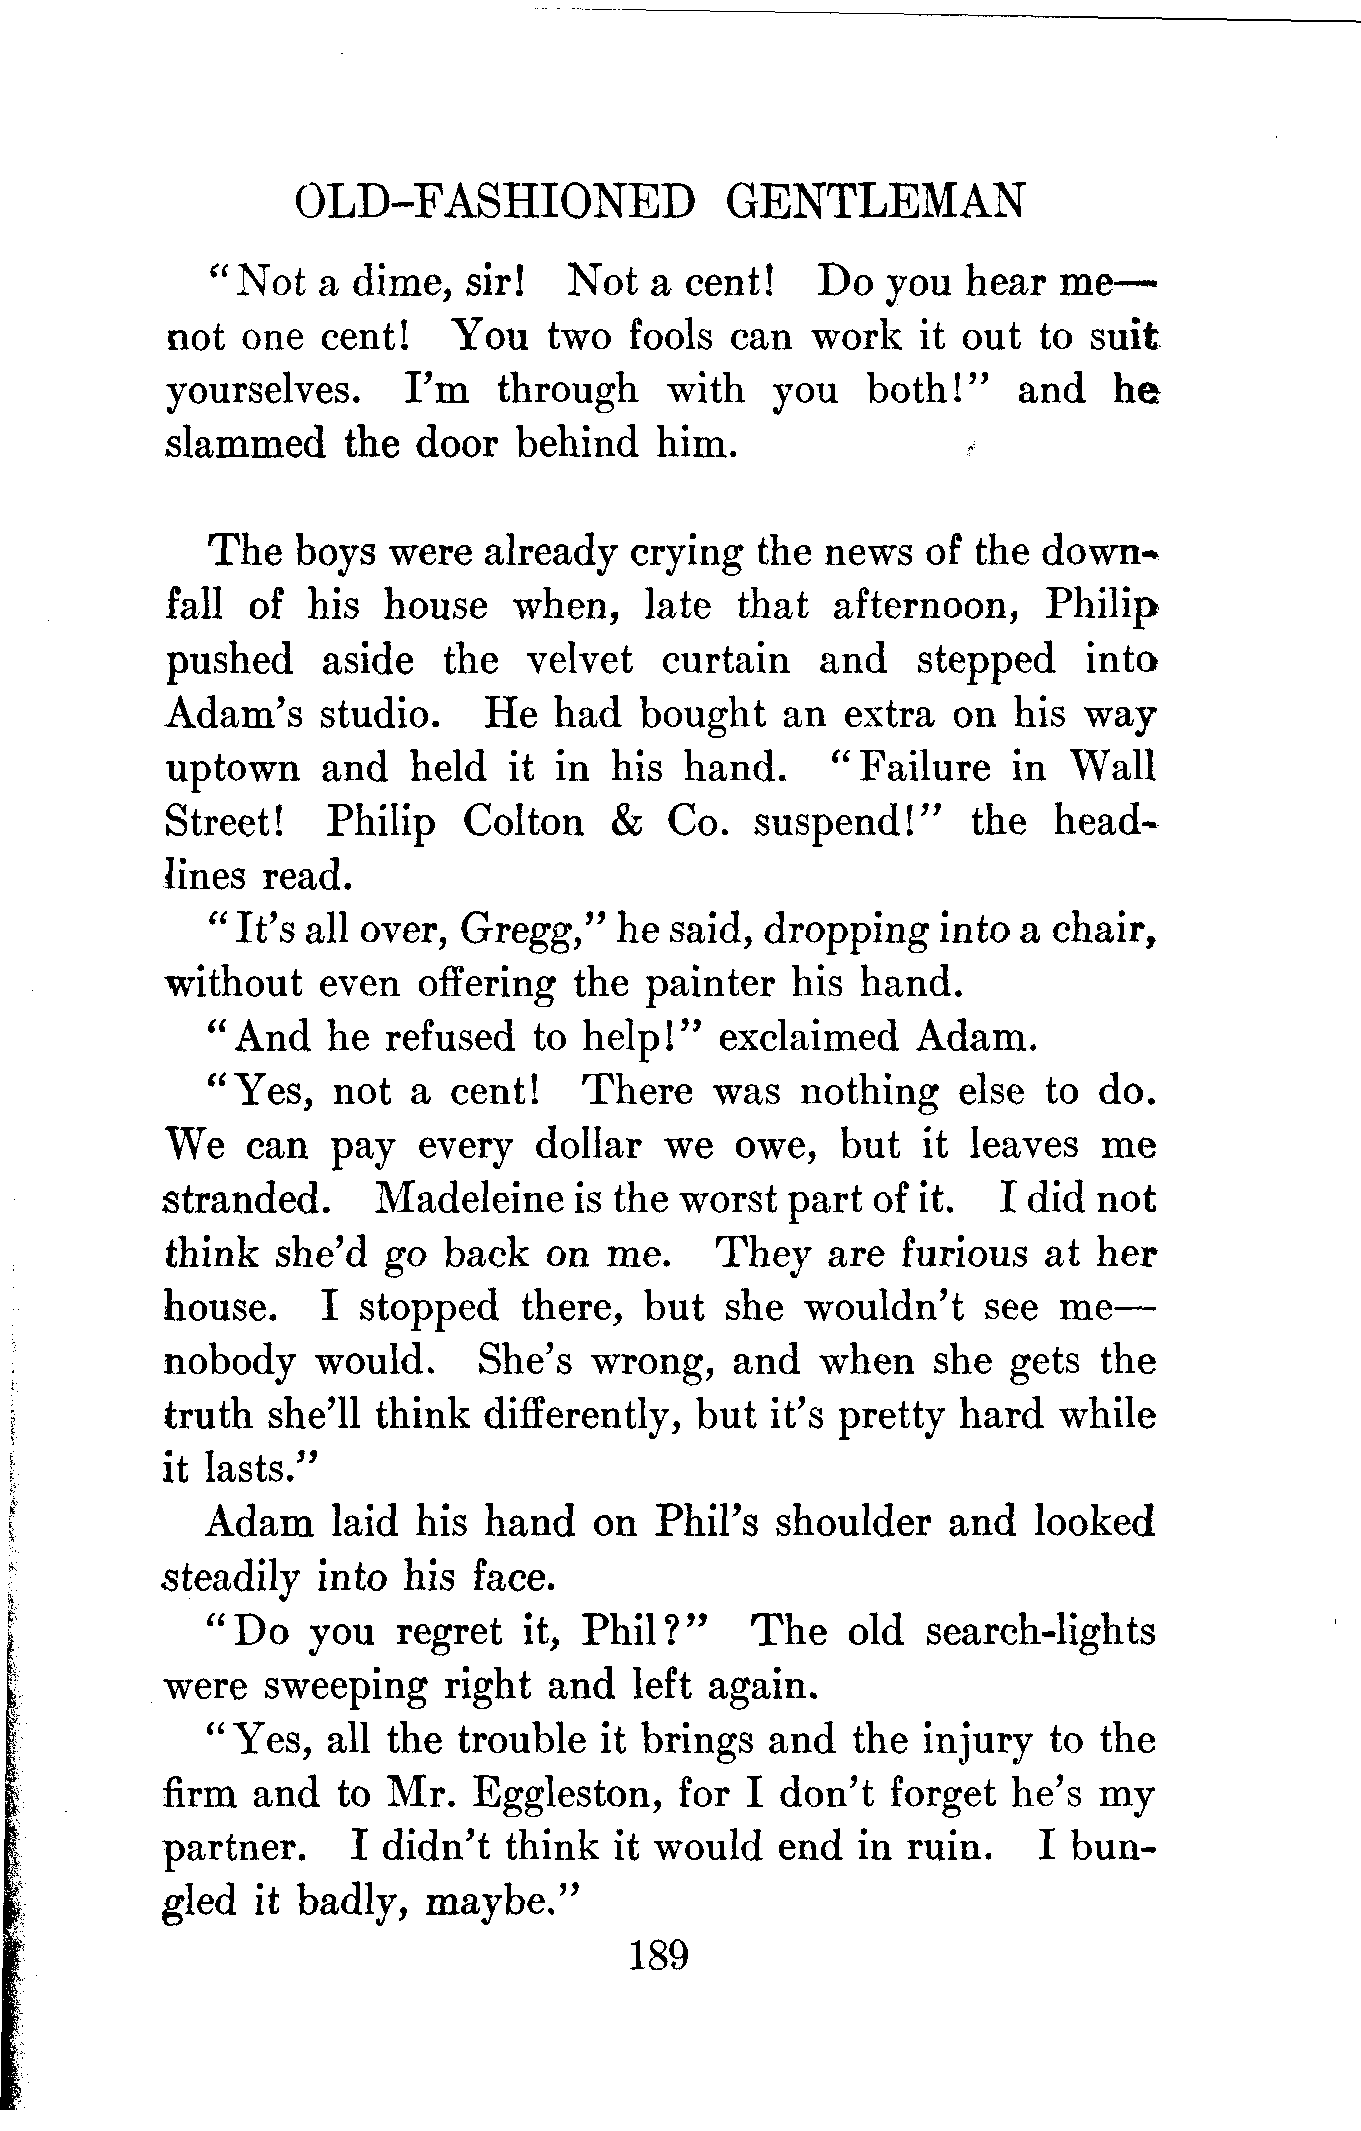 OLD-FASHIONED GENTLEMAN
"Not a dime, sir! Not a cent! Do you hear me—
not one cent! You two fools can work it out to suit
yourselves. I'm through with you both!" and he
slammed the door behind him.
The boys were already crying the news of the down-
fall of his house when, late that afternoon, Philip
pushed aside the velvet curtain and stepped into
Adam's studio. He had bought an extra on his way
uptown and held it in his hand. "Failure in Wall
Street! Philip Colton & Co. suspend!" the head-
lines read.
"It's all over, Gregg," he said, dropping into a chair,
without even offering the painter his hand.
"And he refused to help!" exclaimed Adam.
"Yes, not a cent! There was nothing else to do.
We can pay every dollar we owe, but it leaves me
stranded. Madeleine is the worst part of it. I did not
think she'd go back on me. They are furious at her
house. I stopped there, but she wouldn't see me—
nobody would. She's wrong, and when she gets the
truth she'll think differently, but it's pretty hard while
it lasts."
Adam laid his hand on Phil's shoulder and looked
steadily into his face.
"Do you regret it, Phil?" The old search-lights
were sweeping right and left again.
"Yes, all the trouble it brings and the injury to the
firm and to Mr. Eggleston, for I don't forget he's my
partner. I didn't think it would end in ruin. I bun-
gled it badly, maybe."
189